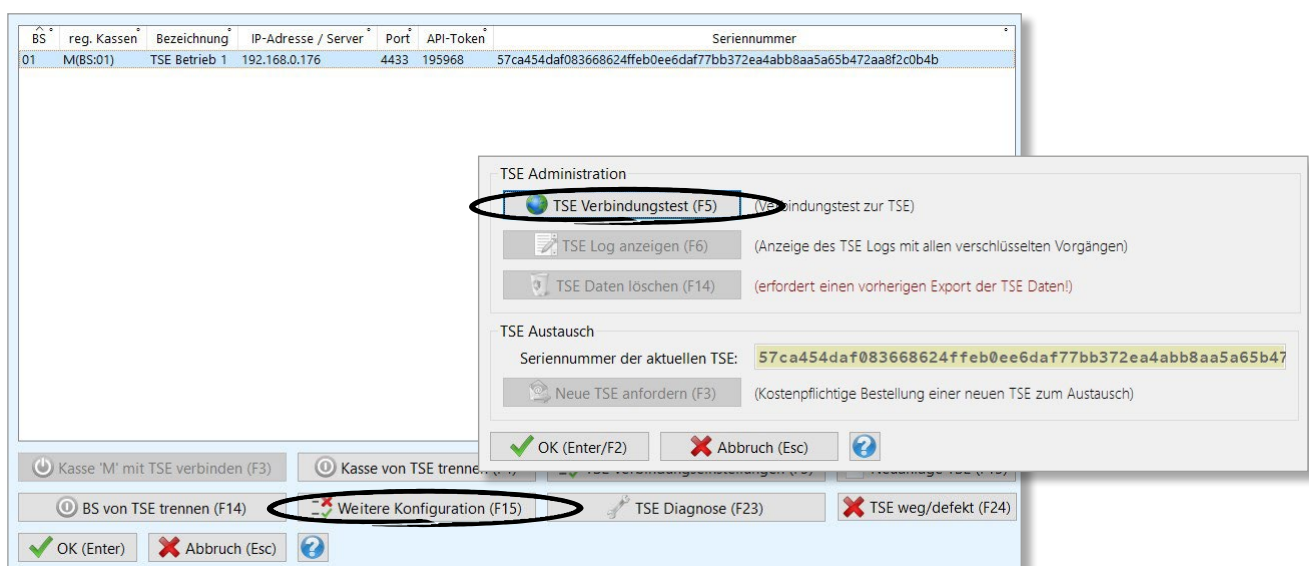 BS reg. Kassen Bezeichnung IP-Adresse / Server Port API-Token Seriennummer
01 M(BS:01) TSE Betrieb 1 192.168.0.176 4433 195968 57ca454daf083668624ffeb0ee6daf77bb372ea4abb8aa5a65b472aa8f2c0b4b
TSE Administration
TSE Verbindungstest (F5) (Verbindungstest zur TSE)
TSE Log anzeigen (F6) (Anzeige des TSE Logs mit allen verschlüsselten Vorgängen)
TSE Daten löschen (F14) (erfordert einen vorherigen Export der TSE Daten!)
TSE Austausch
Seriennummer der aktuellen TSE: 57ca454daf083668624ffeb0ee6daf77bb372ea4abb8aa5a65b47
Neue TSE anfordern (F3) (Kostenpflichtige Bestellung einer neuen TSE zum Austausch)
OK (Enter/F2) Abbruch (Esc)
Kasse 'M' mit TSE verbinden (F3) Kasse von TSE trennen
BS von TSE trennen (F14) Weitere Konfiguration (F15) TSE Diagnose (F23) TSE weg/defekt (F24)
OK (Enter) Abbruch (Esc)